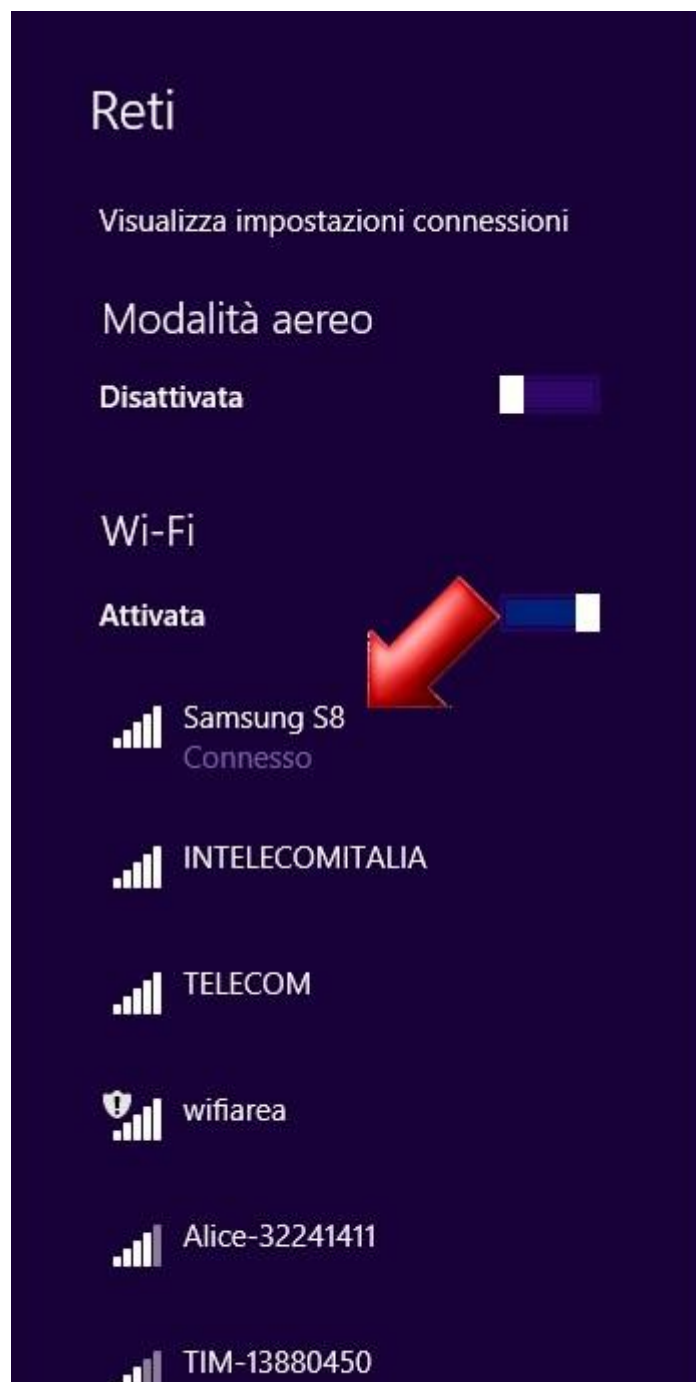 Reti
Visualizza impostazioni connessioni
Modalità aereo
Disattivata
Wi-Fi
Attivata
Samsung S8
Connesso
INTELECOMITALIA
TELECOM
wifiarea
Alice-32241411
TIM-13880450